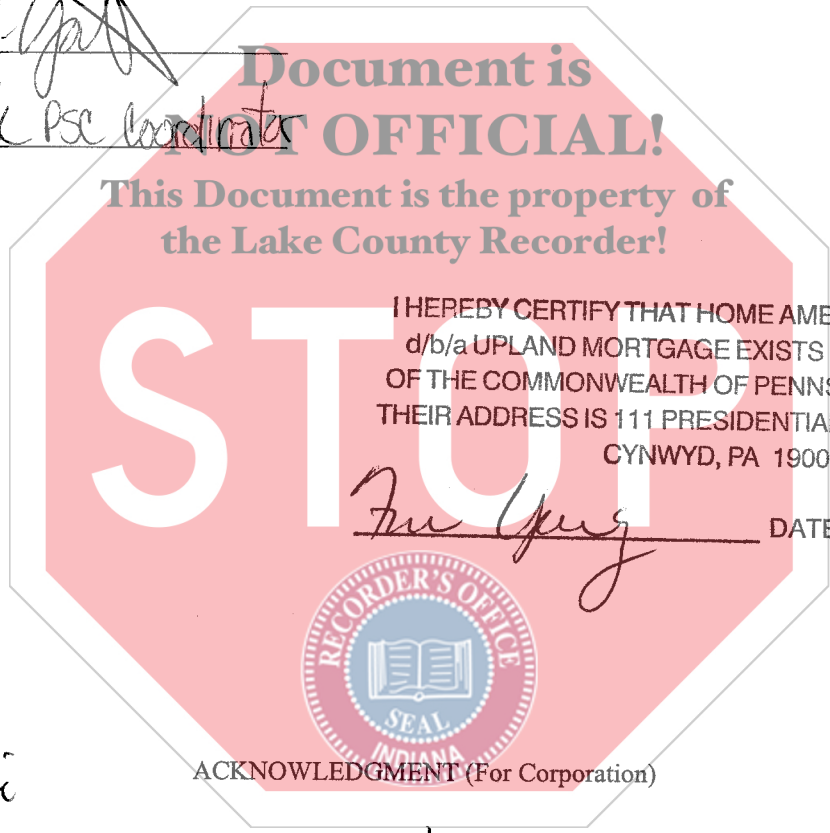 PSC Coordinator
Document is
NOT OFFICIAL!
This Document is the property of
the Lake County Recorder!
STOP
I HEREBY CERTIFY THAT HOME AME
d/b/a UPLAND MORTGAGE EXISTS
OF THE COMMONWEALTH OF PENNS
THEIR ADDRESS IS 111 PRESIDENTIA
CYNWYD, PA 1900
DATE
RECORDER'S OFFICE
SEAL
INDIANA
ACKNOWLEDGMENT (For Corporation)